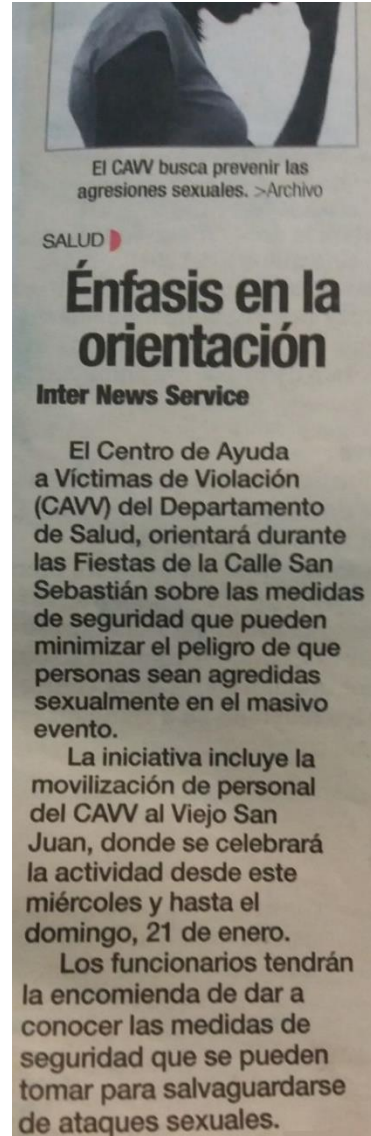 El CAVV busca prevenir las
agresiones sexuales. >Archivo
SALUD
Énfasis en la
orientación
Inter News Service
El Centro de Ayuda
a Víctimas de Violación
(CAVV) del Departamento
de Salud, orientará durante
las Fiestas de la Calle San
Sebastián sobre las medidas
de seguridad que pueden
minimizar el peligro de que
personas sean agredidas
sexualmente en el masivo
evento.
La iniciativa incluye la
movilización de personal
del CAVV al Viejo San
Juan, donde se celebrará
la actividad desde este
miércoles y hasta el
domingo, 21 de enero.
Los funcionarios tendrán
la encomienda de dar a
conocer las medidas de
seguridad que se pueden
tomar para salvaguardarse
de ataques sexuales.